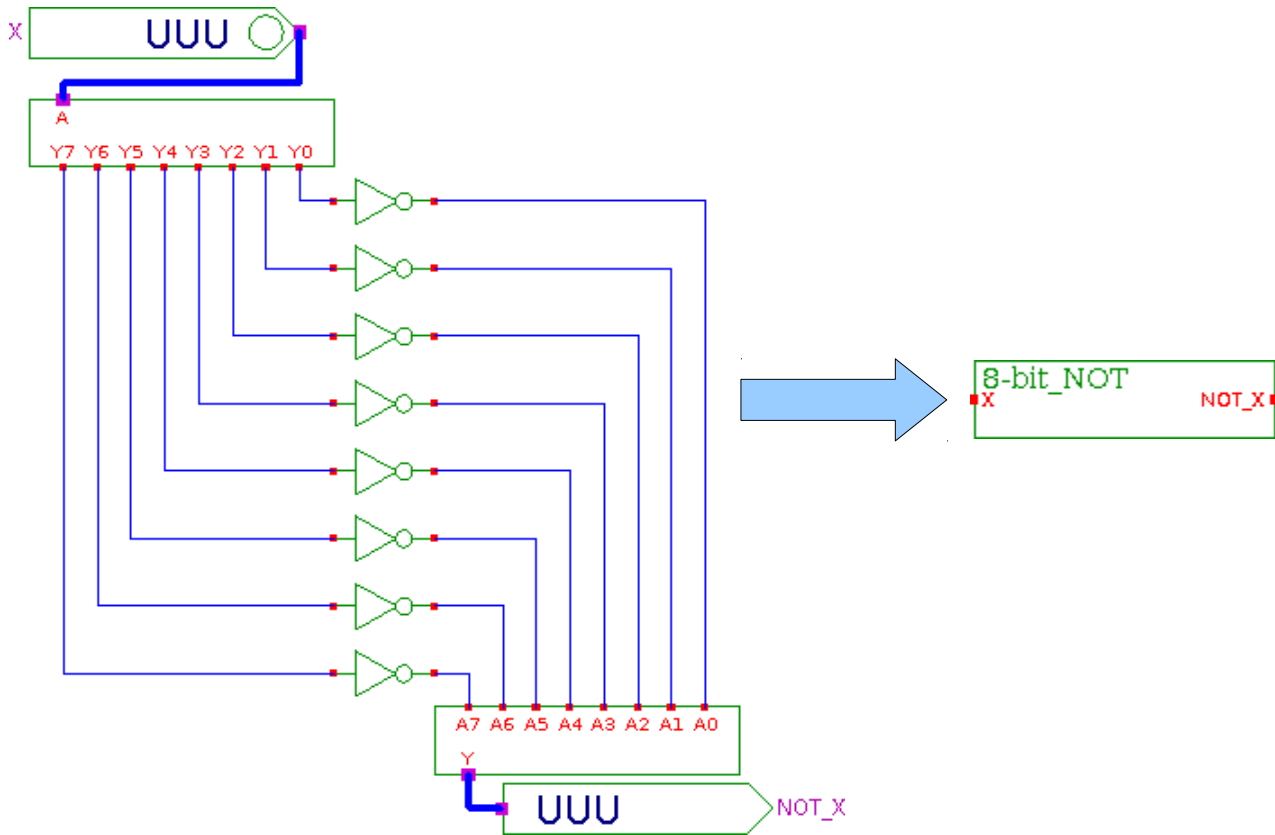 X UUU
A
Y7 Y6 Y5 Y4 Y3 Y2 Y1 Y0
8-bit_NOT
X NOT_X
A7 A6 A5 A4 A3 A2 A1 A0
Y
UUU NOT_X